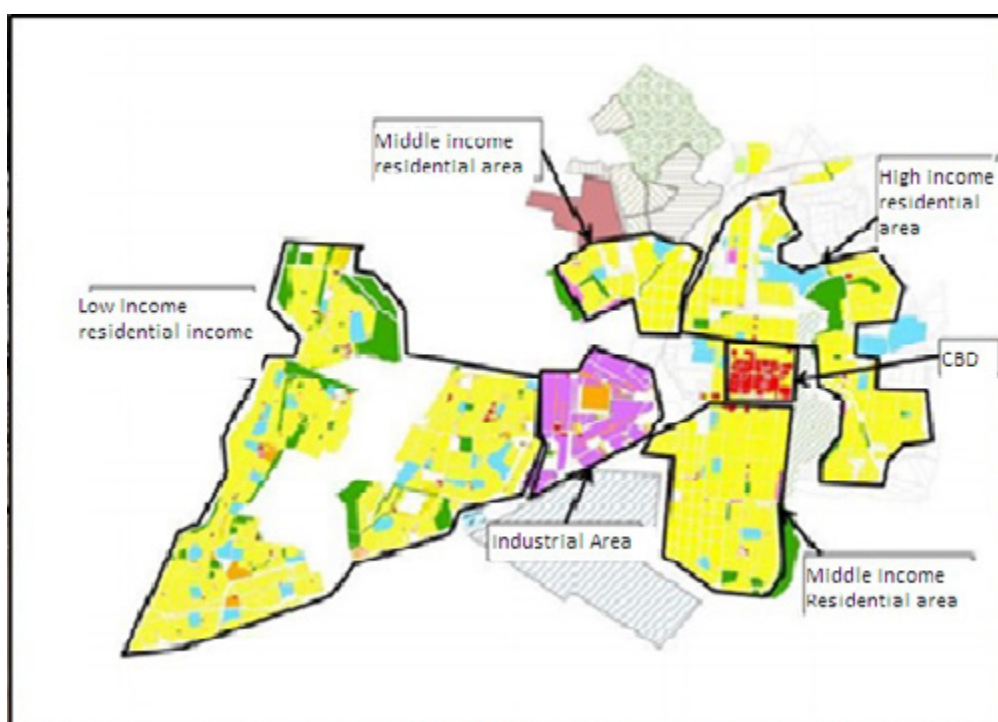 Middle income
residential area
High Income
residential
area
Low Income
residential income
CBD
Industrial Area
Middle Income
Residential area